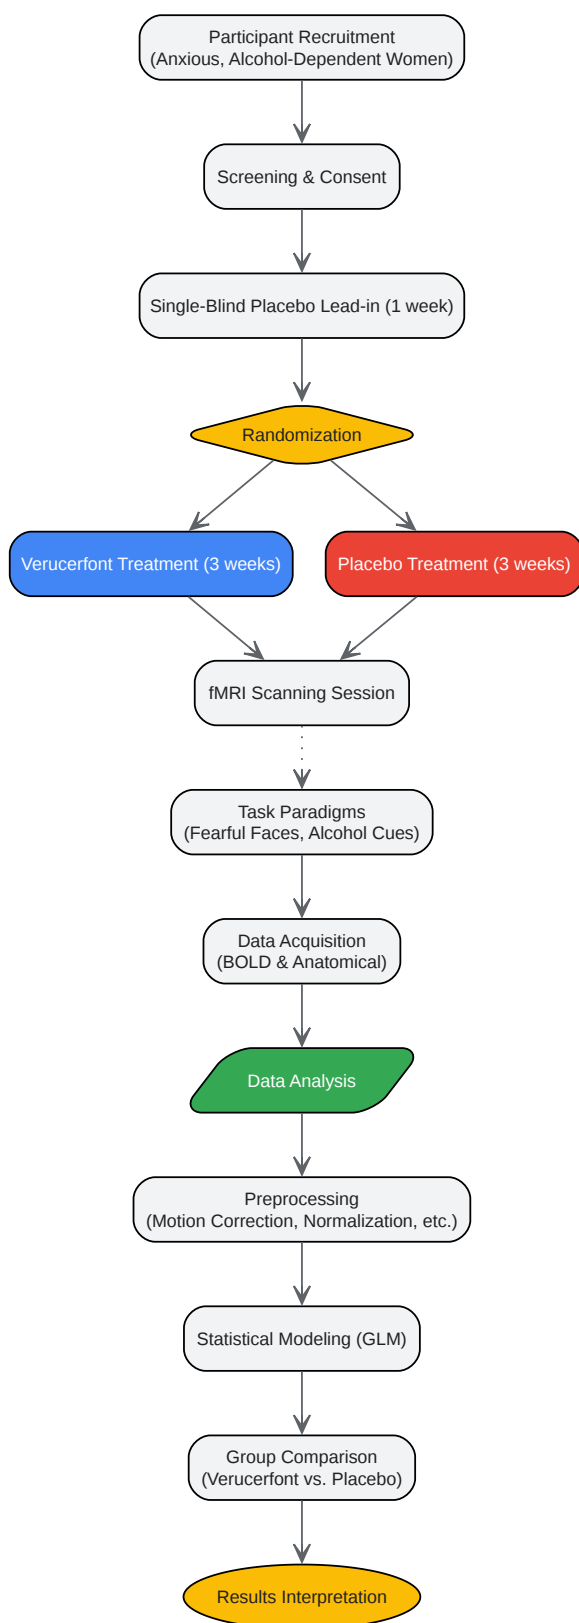 Participant Recruitment
(Anxious, Alcohol-Dependent Women)
Screening & Consent
Single-Blind Placebo Lead-in (1 week)
Randomization
Verucerfont Treatment (3 weeks)
Placebo Treatment (3 weeks)
fMRI Scanning Session
Task Paradigms
(Fearful Faces, Alcohol Cues)
Data Acquisition
(BOLD & Anatomical)
Data Analysis
Preprocessing
(Motion Correction, Normalization, etc.)
Statistical Modeling (GLM)
Group Comparison
(Verucerfont vs. Placebo)
Results Interpretation